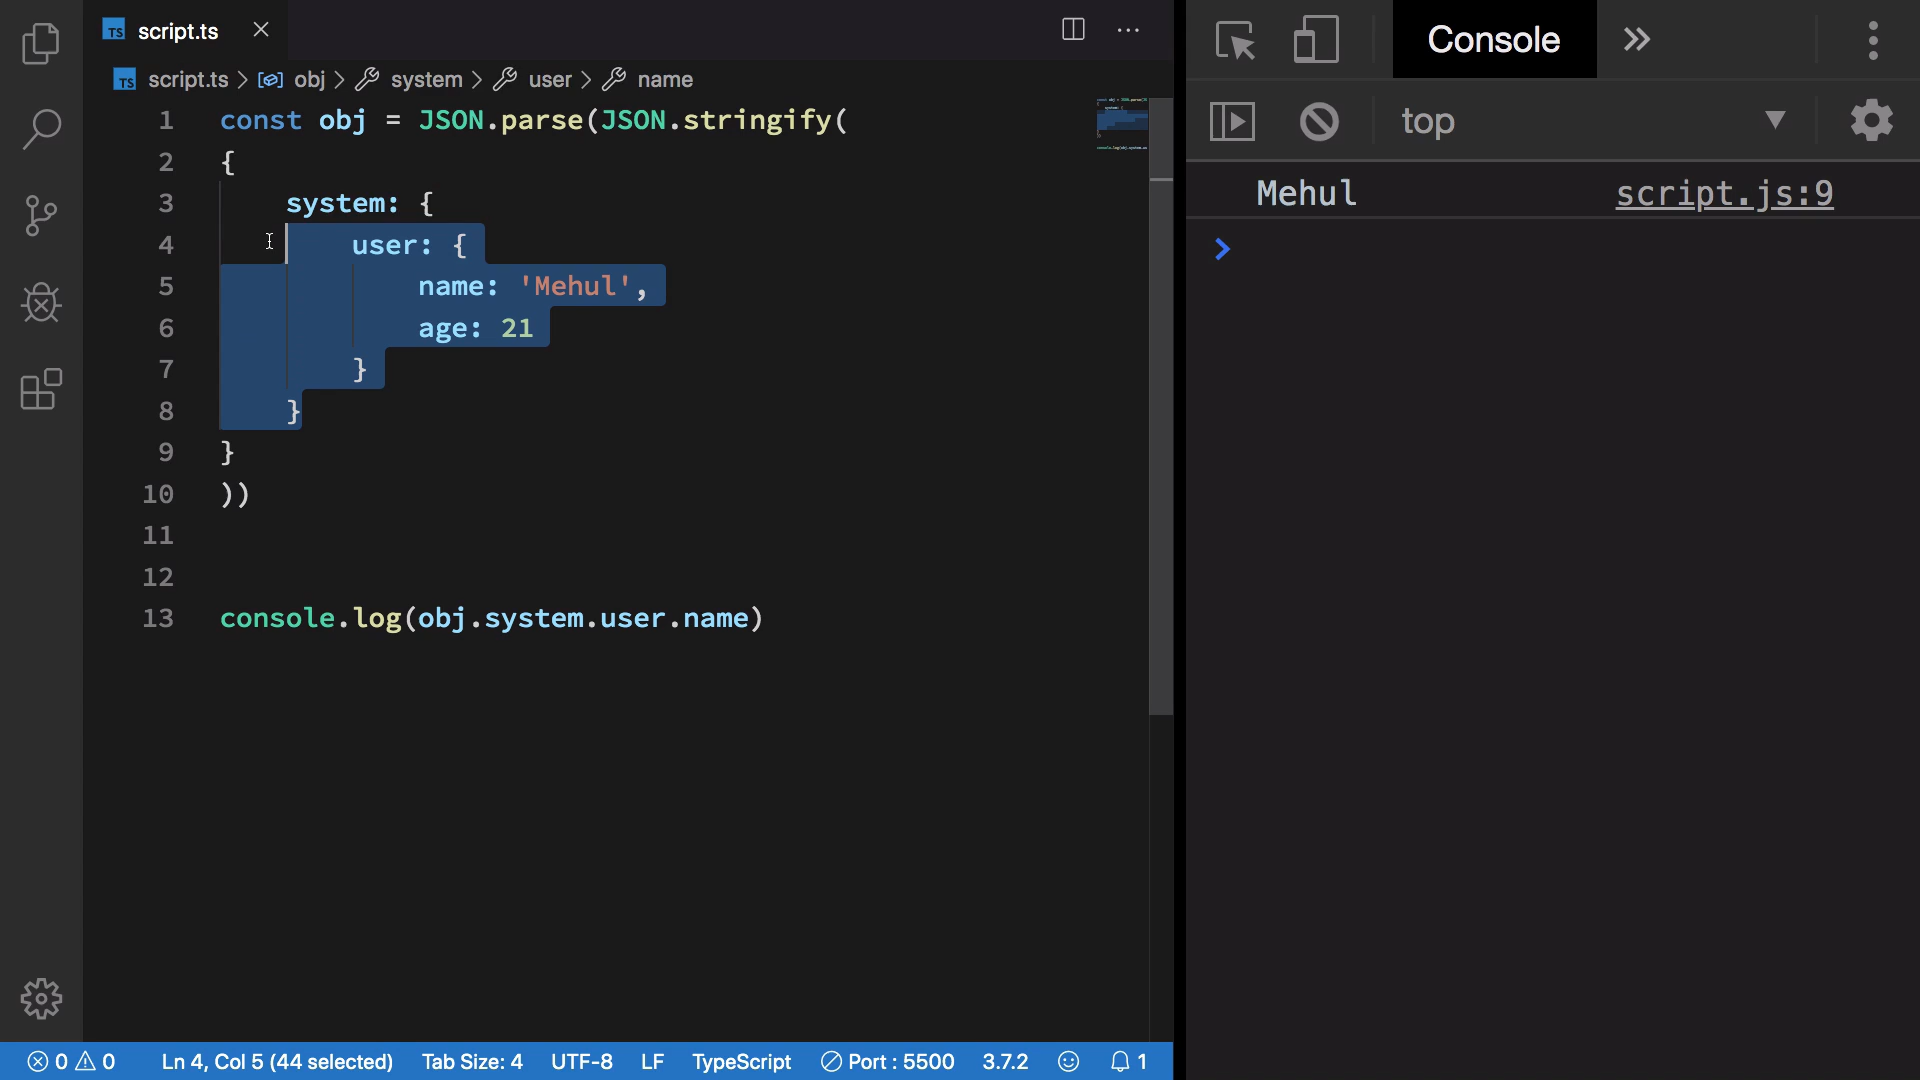 TS script.ts
TS script.ts > obj > system > user > name
1 const obj = JSON.parse(JSON.stringify(
2 {
3     system: {
4         user: {
5             name: 'Mehul',
6             age: 21
7         }
8     }
9 }
10 ))
11
12
13 console.log(obj.system.user.name)
0 0 Ln 4, Col 5 (44 selected) Tab Size: 4 UTF-8 LF TypeScript Port : 5500 3.7.2 1
Console
top
Mehul script.js:9